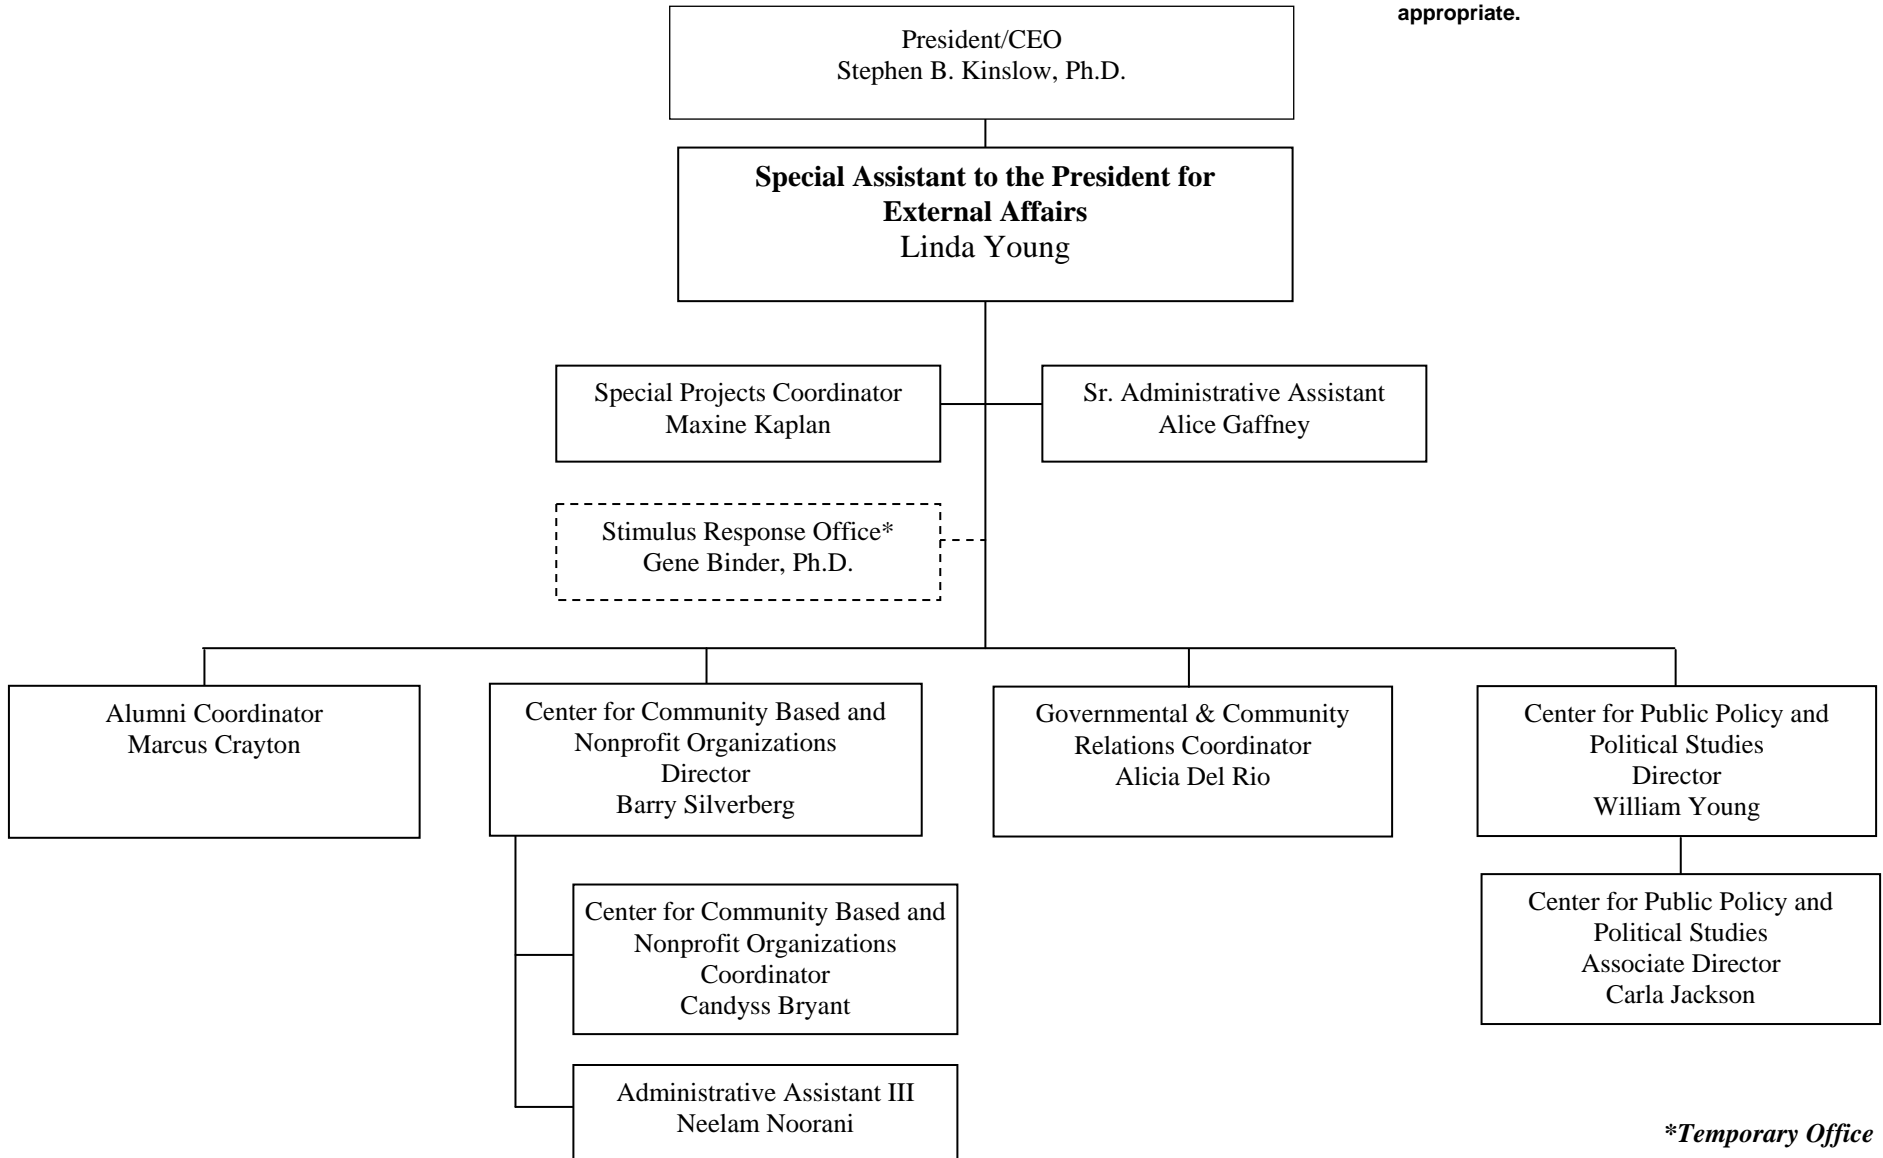 appropriate.
President/CEO
Stephen B. Kinslow, Ph.D.
Special Assistant to the President for
External Affairs
Linda Young
Special Projects Coordinator
Maxine Kaplan
Sr. Administrative Assistant
Alice Gaffney
Stimulus Response Office*
Gene Binder, Ph.D.
Alumni Coordinator
Marcus Crayton
Center for Community Based and
Nonprofit Organizations
Director
Barry Silverberg
Governmental & Community
Relations Coordinator
Alicia Del Rio
Center for Public Policy and
Political Studies
Director
William Young
Center for Community Based and
Nonprofit Organizations
Coordinator
Candyss Bryant
Center for Public Policy and
Political Studies
Associate Director
Carla Jackson
Administrative Assistant III
Neelam Noorani
*Temporary Office